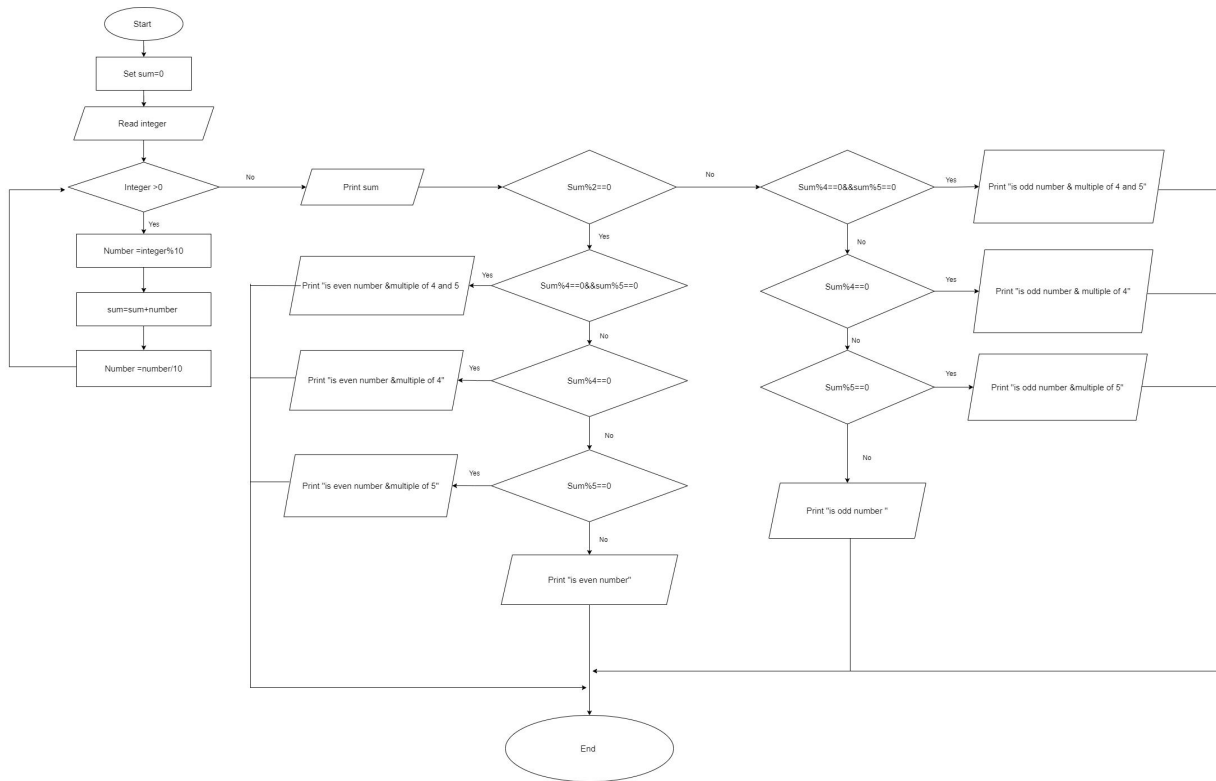 Start
Set sum=0
Read integer
Integer >0
No
Print sum
Sum%2==0
No
Sum%4==0&&sum%5==0
Yes
Print "is odd number & multiple of 4 and 5"
Yes
Number =integer%10
sum=sum+number
Number =number/10
Yes
Sum%4==0&&sum%5==0
Yes
Print "is even number &multiple of 4 and 5
No
Sum%4==0
Yes
Print "is even number &multiple of 4"
No
Sum%5==0
Yes
Print "is even number &multiple of 5"
No
Print "is even number"
No
Sum%4==0
Yes
Print "is odd number & multiple of 4"
No
Sum%5==0
Yes
Print "is odd number &multiple of 5"
No
Print "is odd number "
End